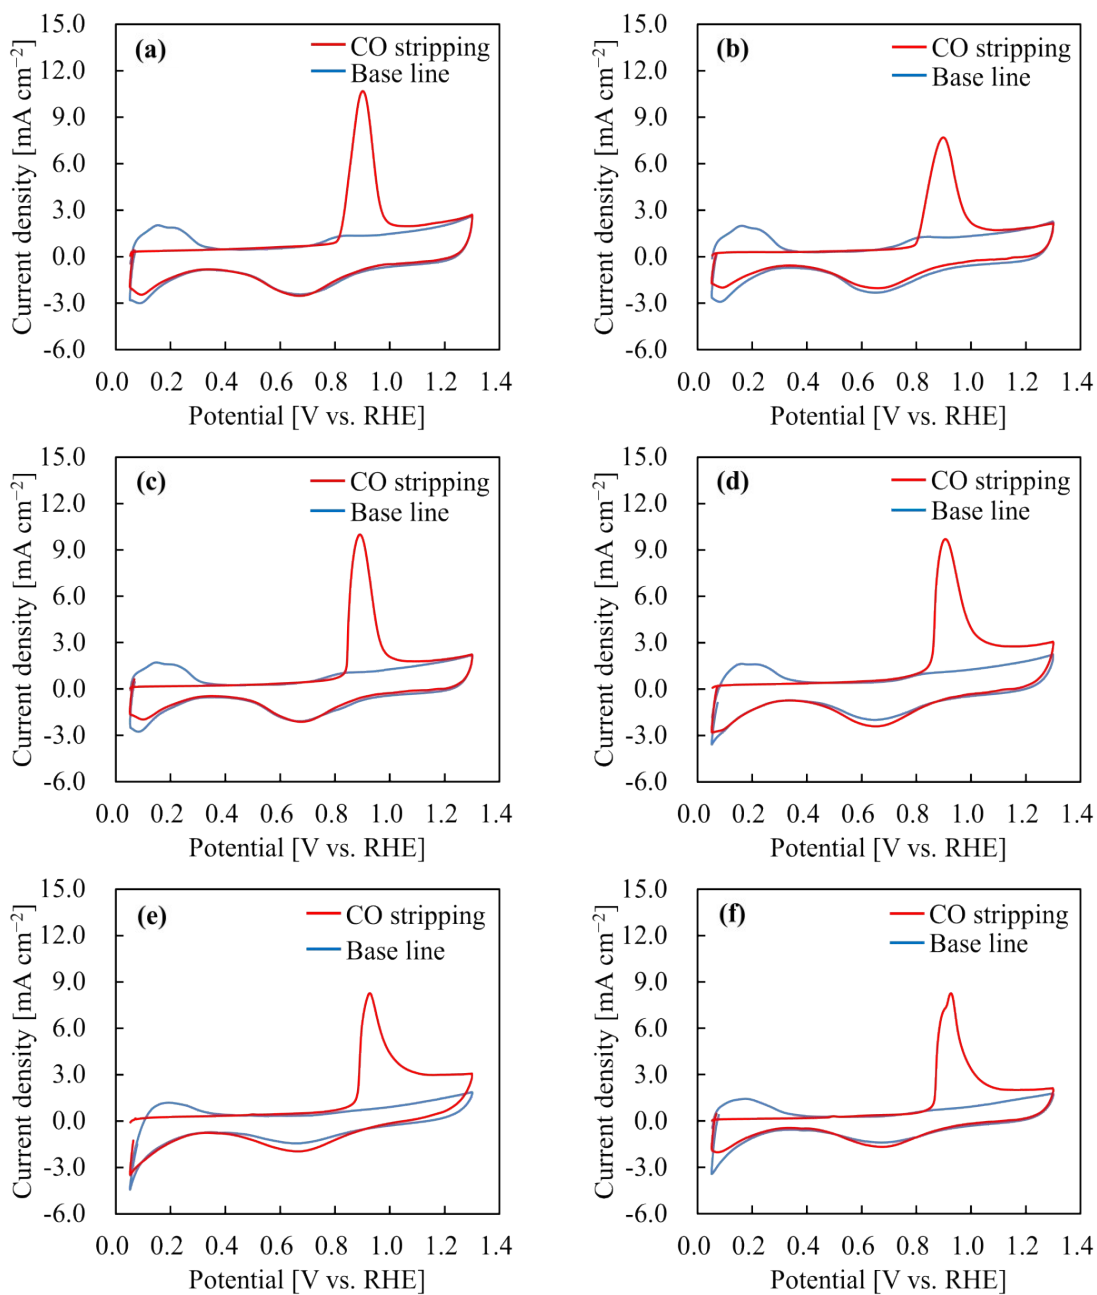 (a)
CO stripping
Base line
15.0
12.0
9.0
6.0
3.0
0.0
-3.0
-6.0
Current density [mA cm−2]
0.0 0.2 0.4 0.6 0.8 1.0 1.2 1.4
Potential [V vs. RHE]
(b)
CO stripping
Base line
15.0
12.0
9.0
6.0
3.0
0.0
-3.0
-6.0
Current density [mA cm−2]
0.0 0.2 0.4 0.6 0.8 1.0 1.2 1.4
Potential [V vs. RHE]
(c)
CO stripping
Base line
15.0
12.0
9.0
6.0
3.0
0.0
-3.0
-6.0
Current density [mA cm−2]
0.0 0.2 0.4 0.6 0.8 1.0 1.2 1.4
Potential [V vs. RHE]
(d)
CO stripping
Base line
15.0
12.0
9.0
6.0
3.0
0.0
-3.0
-6.0
Current density [mA cm−2]
0.0 0.2 0.4 0.6 0.8 1.0 1.2 1.4
Potential [V vs. RHE]
(e)
CO stripping
Base line
15.0
12.0
9.0
6.0
3.0
0.0
-3.0
-6.0
Current density [mA cm−2]
0.0 0.2 0.4 0.6 0.8 1.0 1.2 1.4
Potential [V vs. RHE]
(f)
CO stripping
Base line
15.0
12.0
9.0
6.0
3.0
0.0
-3.0
-6.0
Current density [mA cm−2]
0.0 0.2 0.4 0.6 0.8 1.0 1.2 1.4
Potential [V vs. RHE]